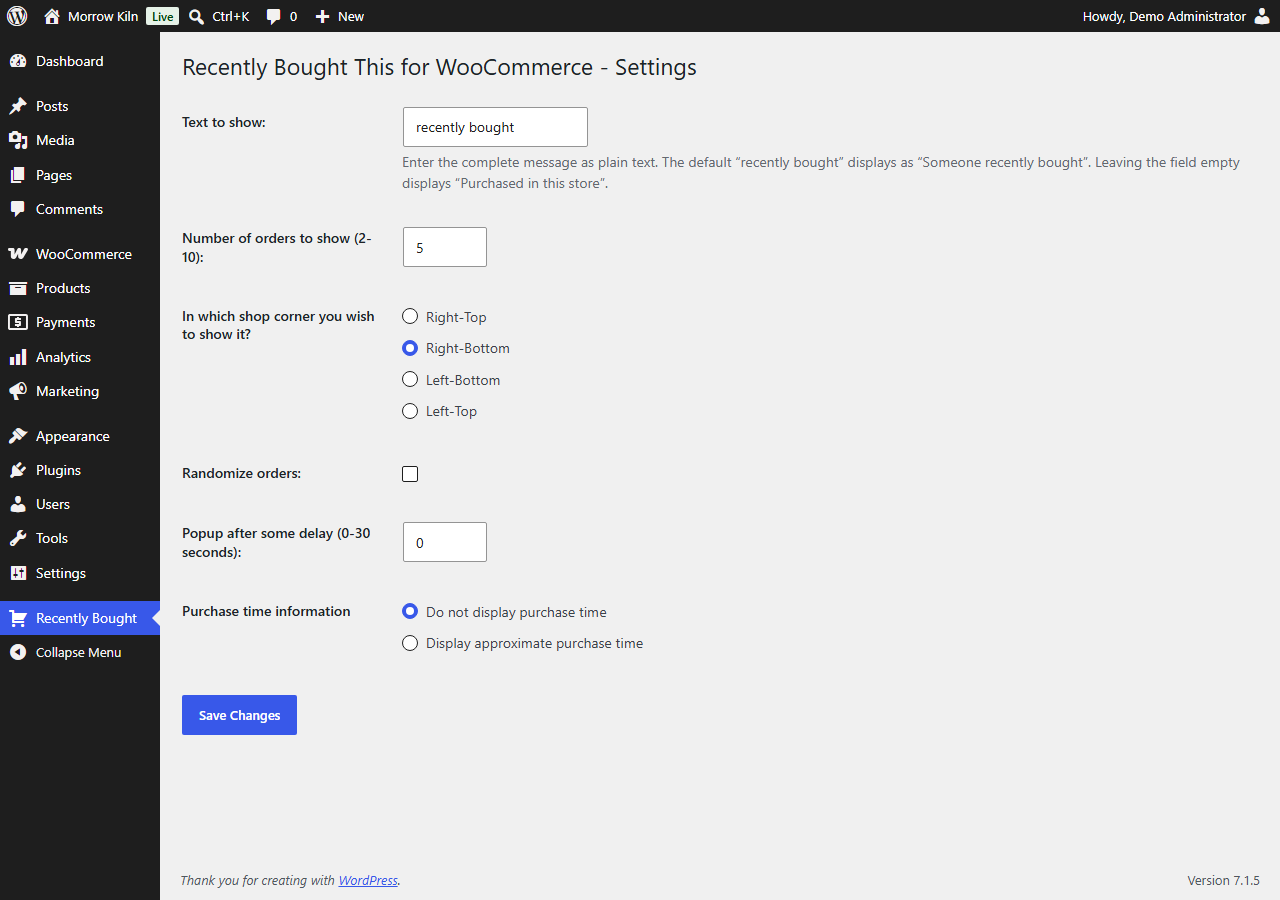 Morrow Kiln Live Ctrl+K 0 New Howdy, Demo Administrator
Dashboard
Posts
Media
Pages
Comments
WooCommerce
Products
Payments
Analytics
Marketing
Appearance
Plugins
Users
Tools
Settings
Recently Bought
Collapse Menu
Recently Bought This for WooCommerce - Settings
Text to show:
recently bought
Enter the complete message as plain text. The default “recently bought” displays as “Someone recently bought”. Leaving the field empty
displays “Purchased in this store”.
Number of orders to show (2-
10):
5
In which shop corner you wish
to show it?
Right-Top
Right-Bottom
Left-Bottom
Left-Top
Randomize orders:
Popup after some delay (0-30
seconds):
0
Purchase time information
Do not display purchase time
Display approximate purchase time
Save Changes
Thank you for creating with WordPress.
Version 7.1.5